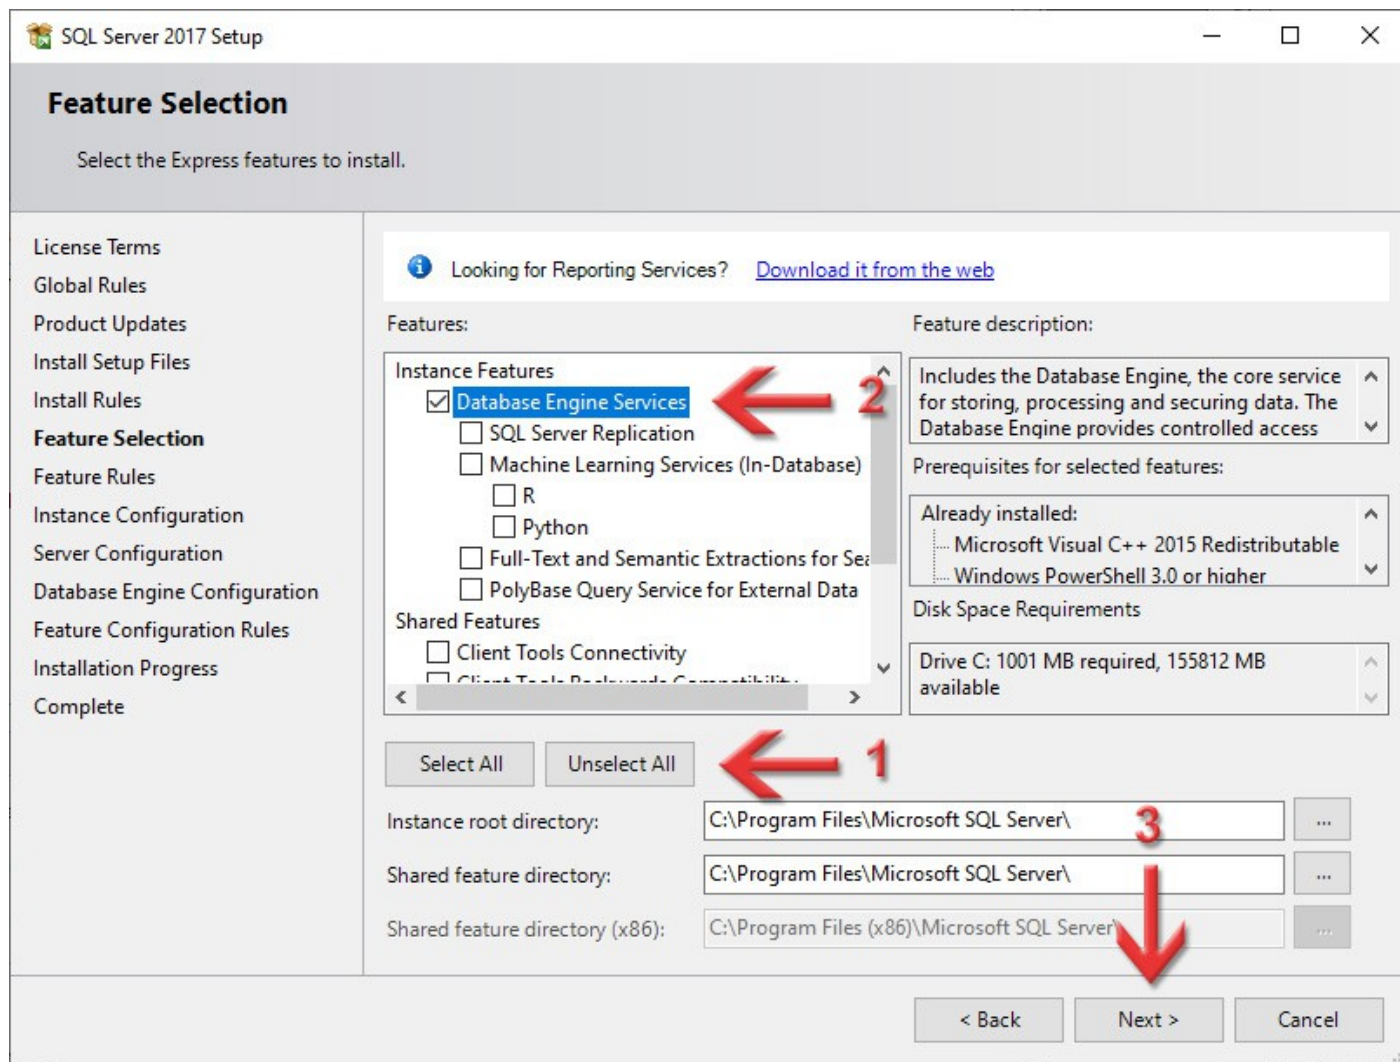 SQL Server 2017 Setup
Feature Selection
Select the Express features to install.
License Terms
Global Rules
Product Updates
Install Setup Files
Install Rules
Feature Selection
Feature Rules
Instance Configuration
Server Configuration
Database Engine Configuration
Feature Configuration Rules
Installation Progress
Complete
Looking for Reporting Services? Download it from the web
Features:
Instance Features
Database Engine Services
2
SQL Server Replication
Machine Learning Services (In-Database)
R
Python
Full-Text and Semantic Extractions for Sea
PolyBase Query Service for External Data
Shared Features
Client Tools Connectivity
Client Tools Backwards Compatibility
Feature description:
Includes the Database Engine, the core service
for storing, processing and securing data. The
Database Engine provides controlled access
Prerequisites for selected features:
Already installed:
Microsoft Visual C++ 2015 Redistributable
Windows PowerShell 3.0 or higher
Disk Space Requirements
Drive C: 1001 MB required, 155812 MB
available
Select All Unselect All 1
Instance root directory: C:\Program Files\Microsoft SQL Server\ ...
3
Shared feature directory: C:\Program Files\Microsoft SQL Server\ ...
Shared feature directory (x86): C:\Program Files (x86)\Microsoft SQL Server\ ...
< Back Next > Cancel